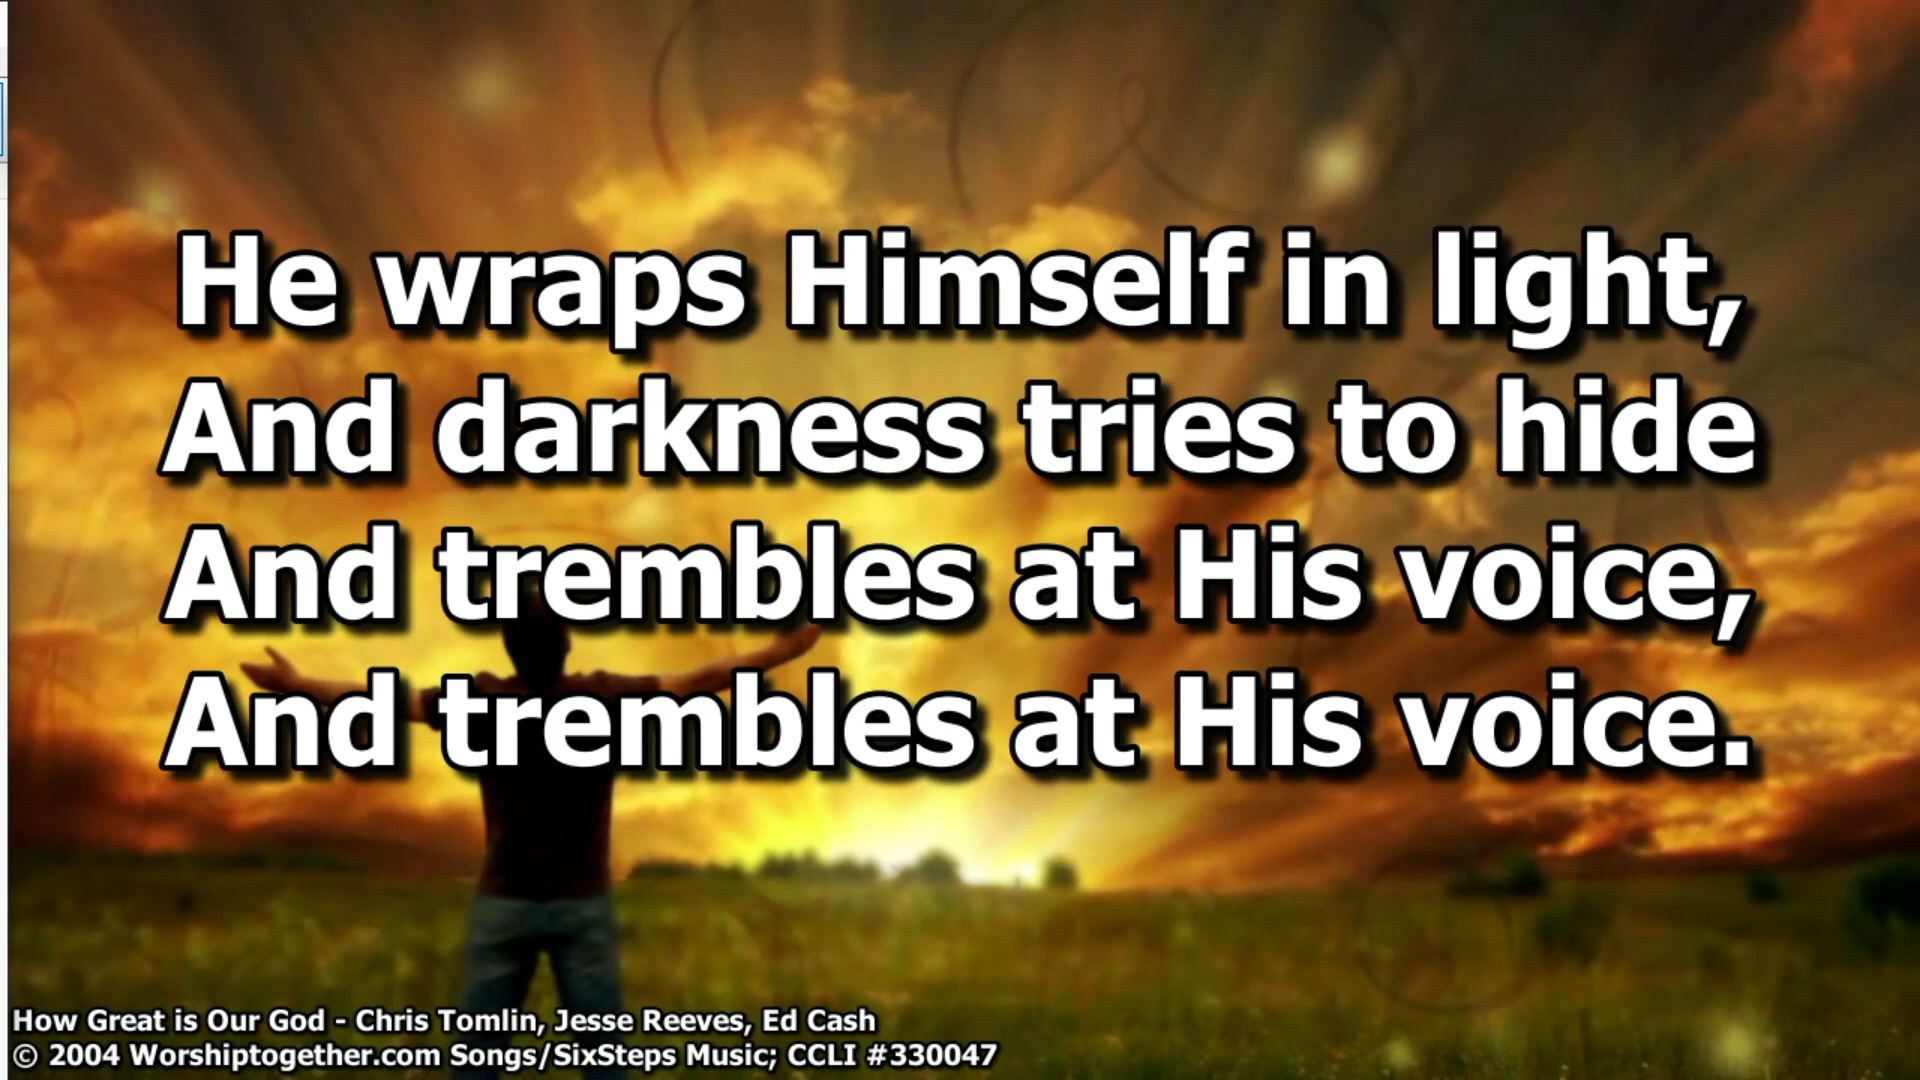 He wraps Himself in light,
And darkness tries to hide
And trembles at His voice,
And trembles at His voice.
How Great is Our God - Chris Tomlin, Jesse Reeves, Ed Cash
© 2004 Worshiptogether.com Songs/SixSteps Music; CCLI #330047